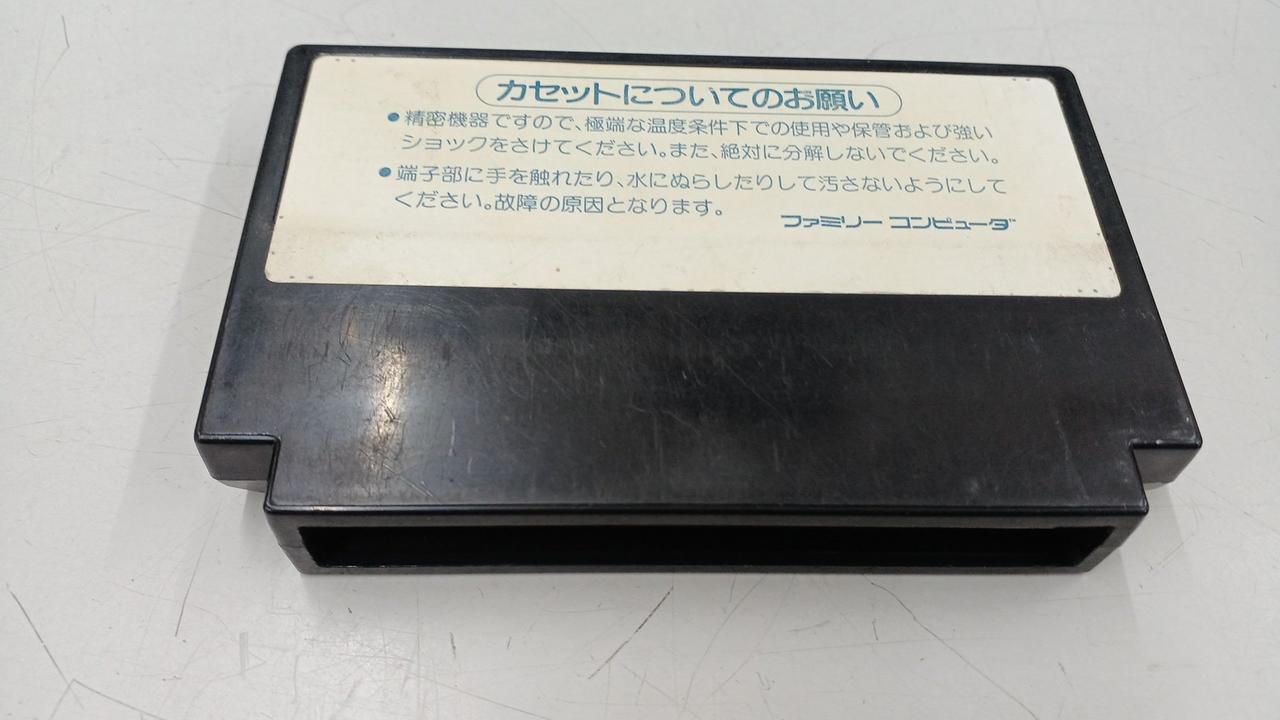 カセットについてのお願い
●精密機器ですので、極端な温度条件下での使用や保管および強い
ショックをさけてください。また、絶対に分解しないでください。
●端子部に手を触れたり、水にぬらしたりして汚さないようにして
ください。故障の原因となります。
ファミリー コンピュータ™